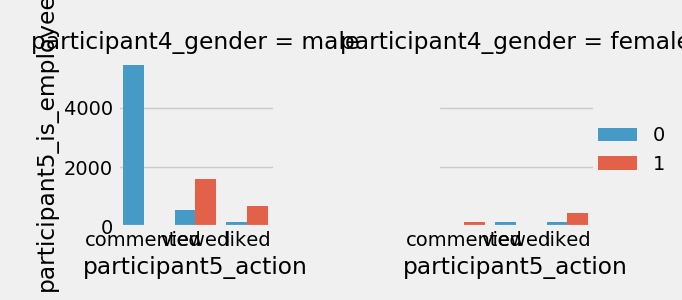 participant4_gender = male
participant4_gender = female
participant5_is_employee
4000
2000
0
commented
viewed
liked
commented
viewed
liked
participant5_action
participant5_action
0
1